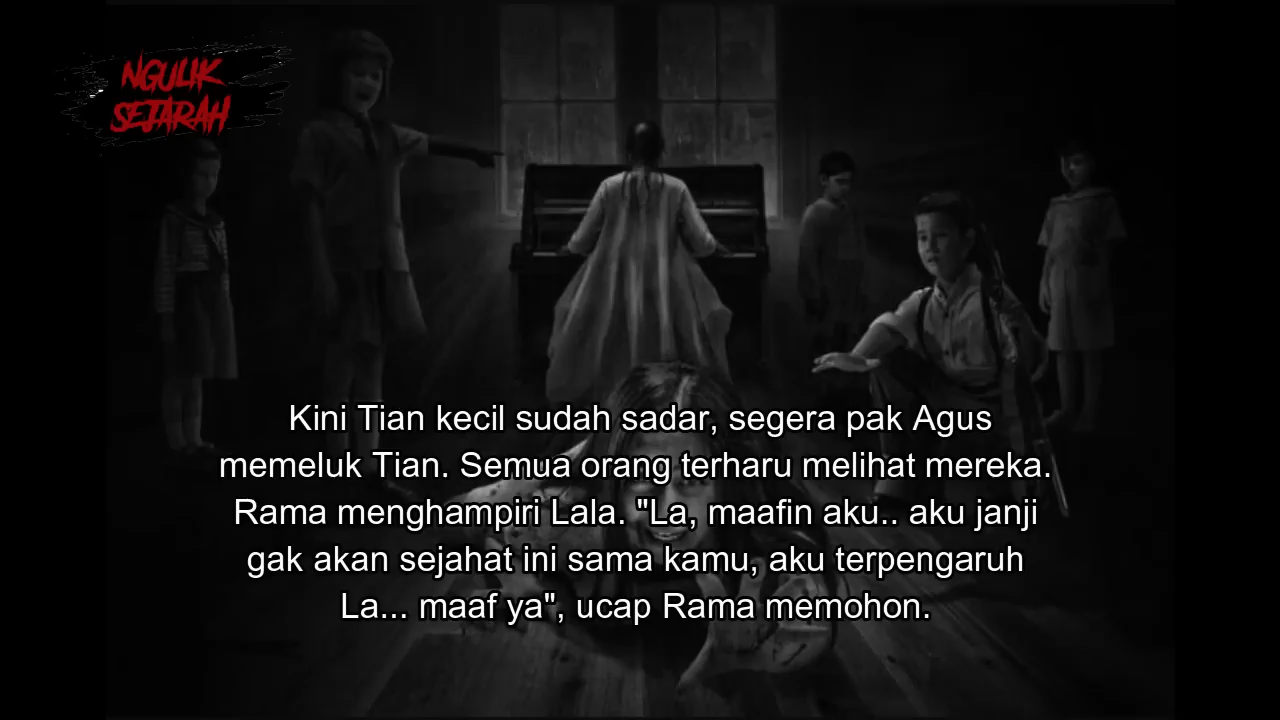 NGULIK
SEJARAH
Kini Tian kecil sudah sadar, segera pak Agus
memeluk Tian. Semua orang terharu melihat mereka.
Rama menghampiri Lala. "La, maafin aku.. aku janji
gak akan sejahat ini sama kamu, aku terpengaruh
La... maaf ya", ucap Rama memohon.